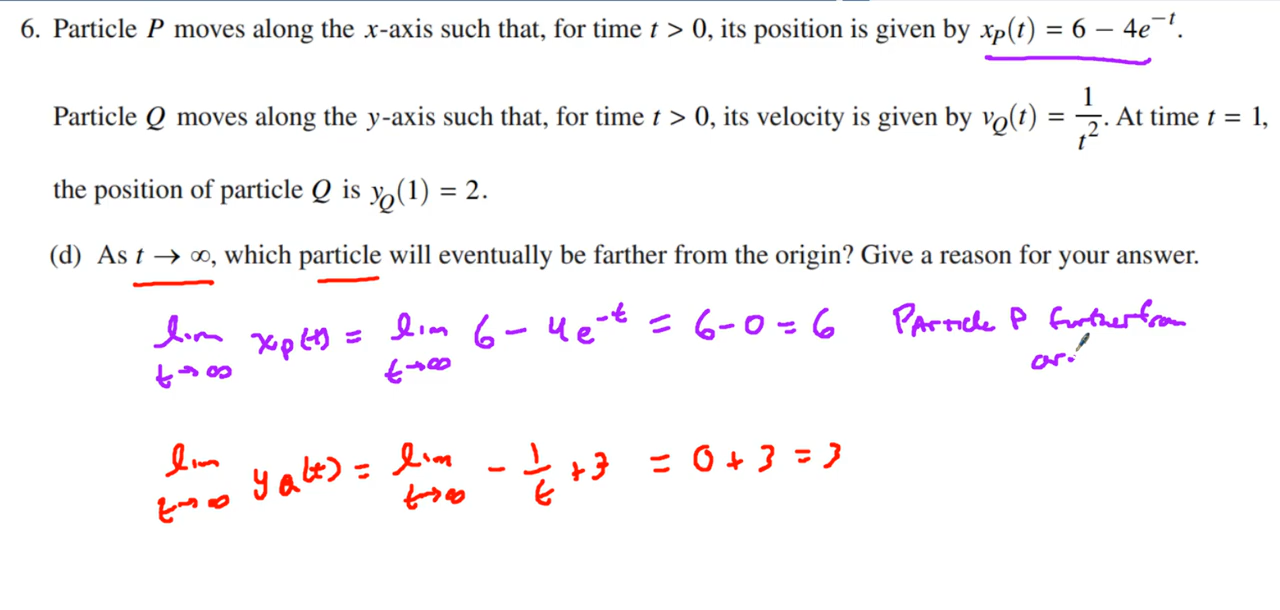 6. Particle P moves along the x-axis such that, for time t > 0, its position is given by x_P(t) = 6 − 4e^{−t}.
Particle Q moves along the y-axis such that, for time t > 0, its velocity is given by v_Q(t) = 1/t^2. At time t = 1,
the position of particle Q is y_Q(1) = 2.
(d) As t → ∞, which particle will eventually be farther from the origin? Give a reason for your answer.
lim t→∞ x_P(t) = lim t→∞ 6 − 4e^{−t} = 6 − 0 = 6 Particle P further from
ori
lim t→∞ y_Q(t) = lim t→∞ − 1/t + 3 = 0 + 3 = 3